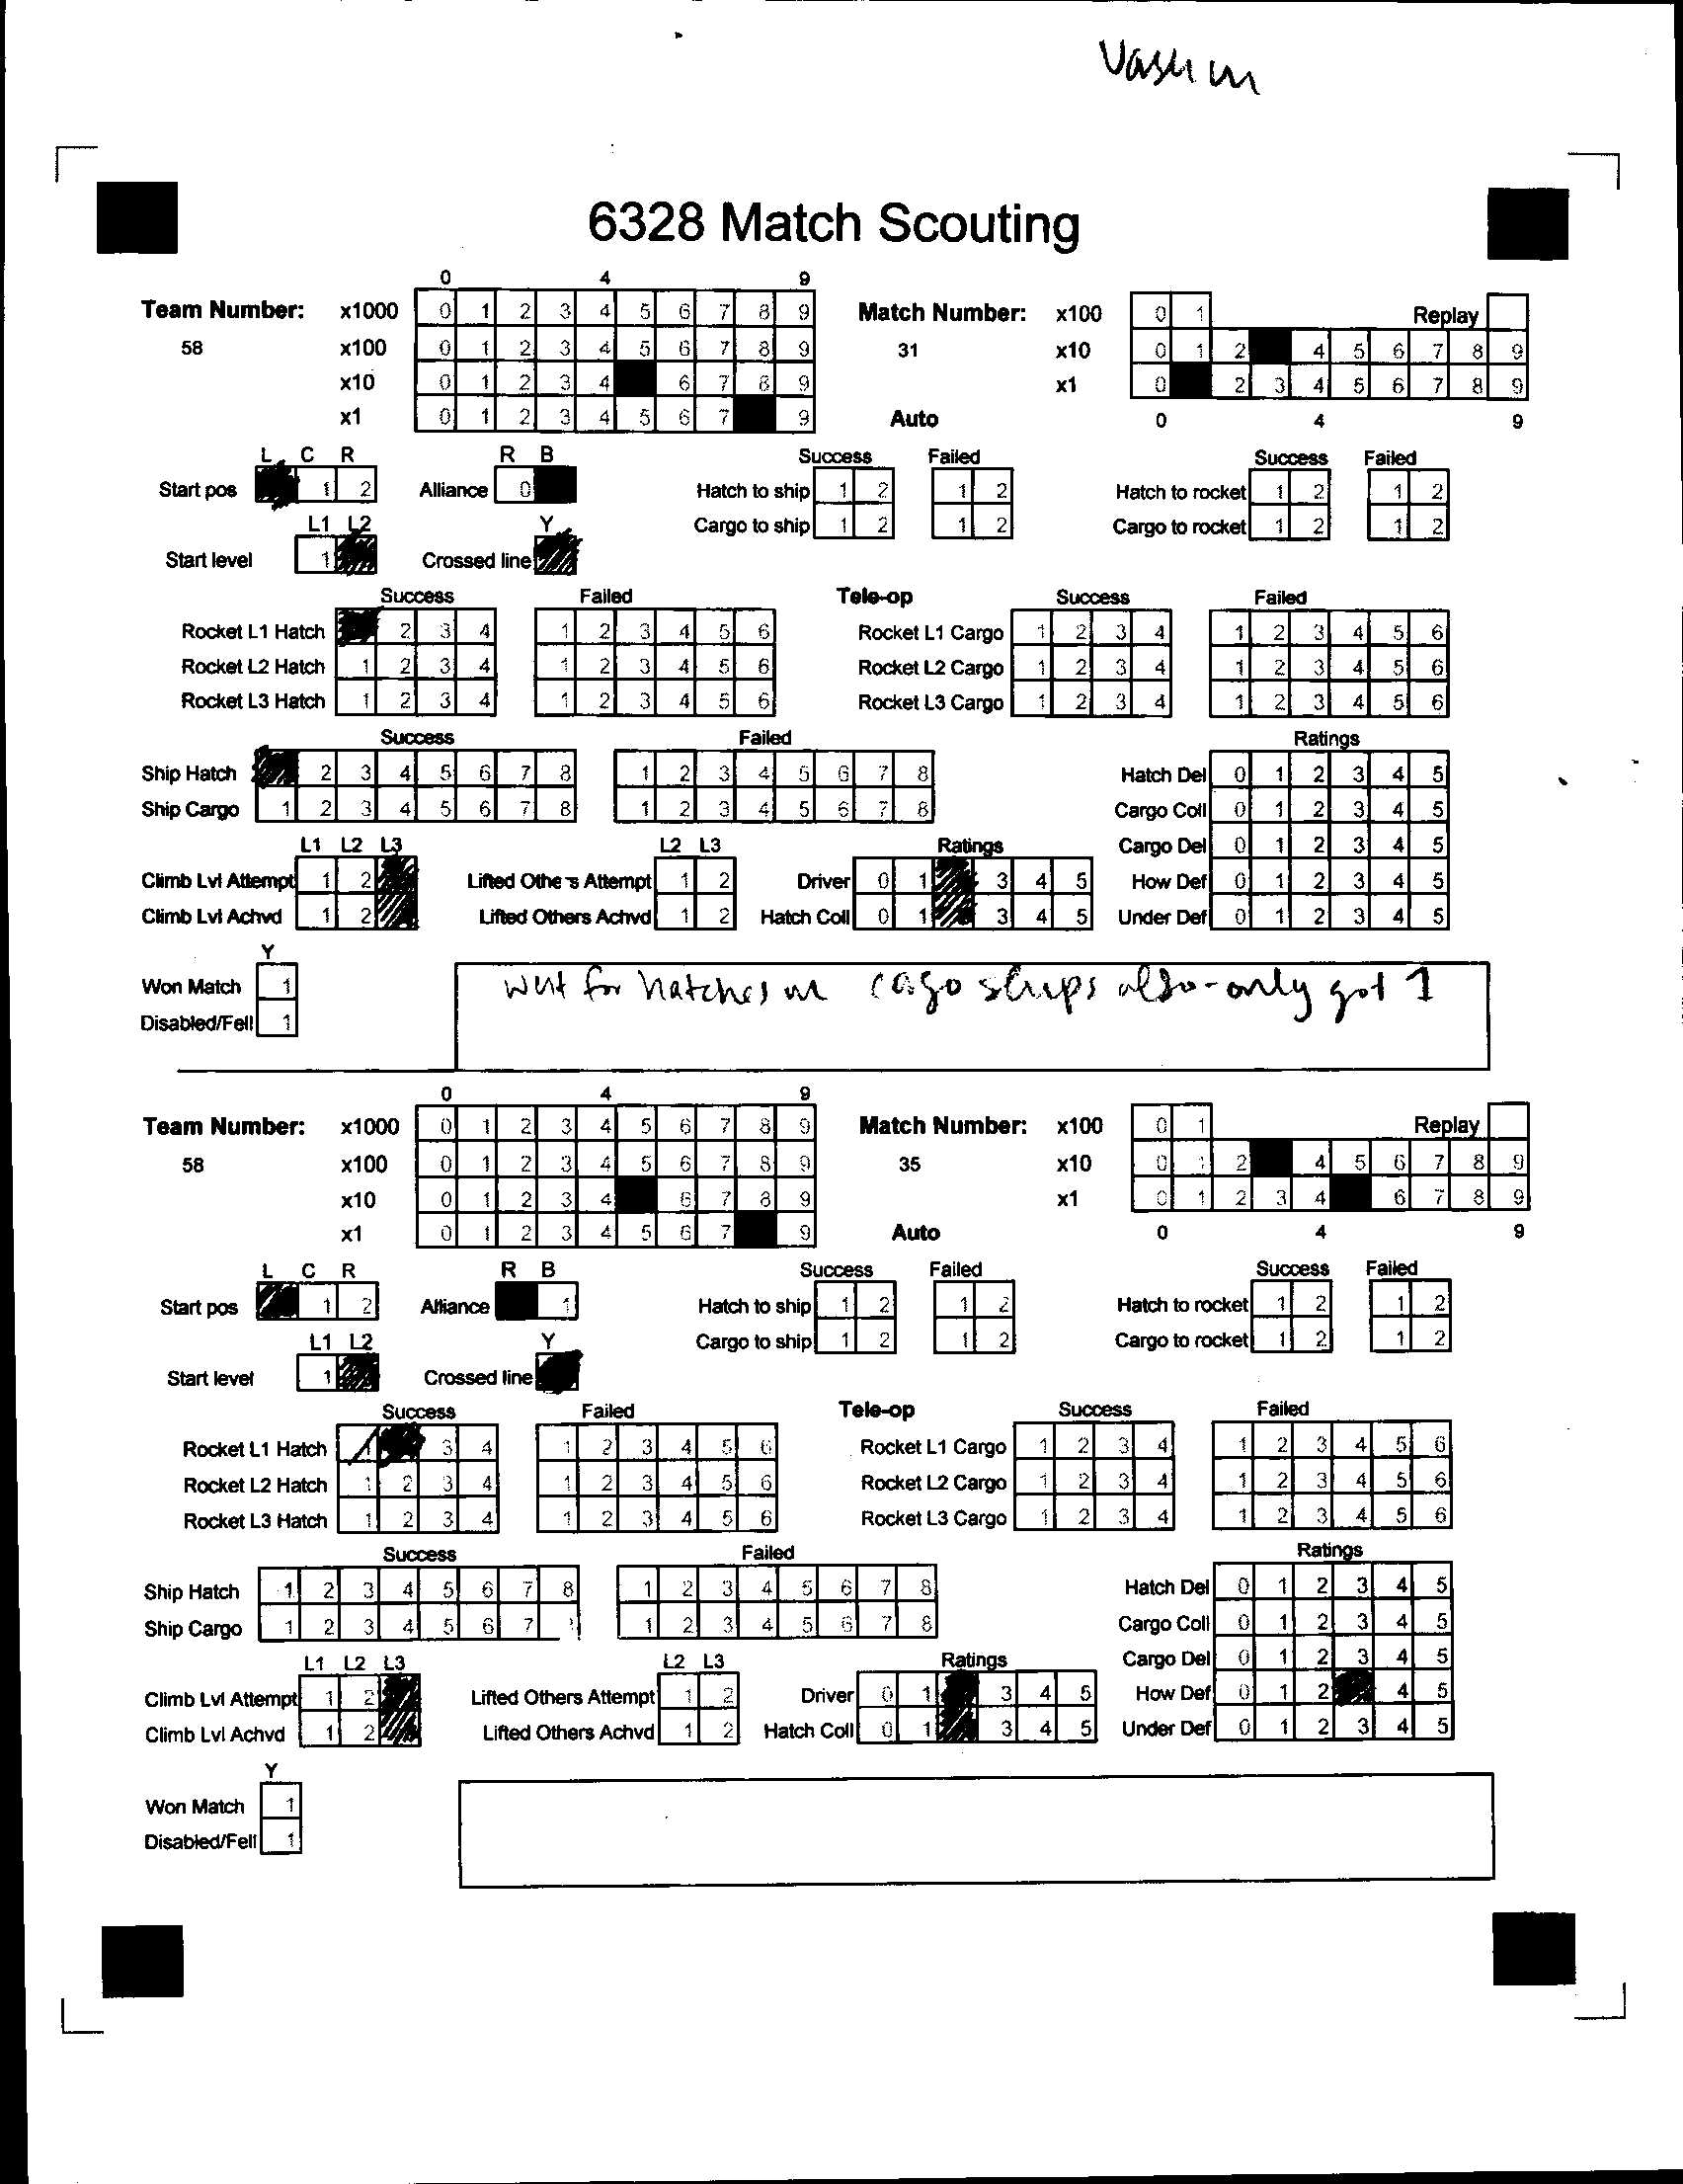 6328 Match Scouting
0 4 9
Team Number: x1000 0 1 2 3 4 5 6 7 8 9 Match Number: x100 0 1 Replay
58 x100 0 1 2 3 4 5 6 7 8 9 31 x10 0 1 2 4 5 6 7 8 9
x10 0 1 2 3 4 6 7 8 9 x1 0 2 3 4 5 6 7 8 9
x1 0 1 2 3 4 5 6 7 9 Auto 0 4 9
L C R R B Success Failed Success Failed
Start pos 1 2 Alliance 0 Hatch to ship 1 2 1 2 Hatch to rocket 1 2 1 2
L1 L2 Y Cargo to ship 1 2 1 2 Cargo to rocket 1 2 1 2
Start level 1 Crossed line
Success Failed Tele-op Success Failed
Rocket L1 Hatch 2 3 4 1 2 3 4 5 6 Rocket L1 Cargo 1 2 3 4 1 2 3 4 5 6
Rocket L2 Hatch 1 2 3 4 1 2 3 4 5 6 Rocket L2 Cargo 1 2 3 4 1 2 3 4 5 6
Rocket L3 Hatch 1 2 3 4 1 2 3 4 5 6 Rocket L3 Cargo 1 2 3 4 1 2 3 4 5 6
Success Failed Ratings
Ship Hatch 2 3 4 5 6 7 8 1 2 3 4 5 6 7 8 Hatch Del 0 1 2 3 4 5
Ship Cargo 1 2 3 4 5 6 7 8 1 2 3 4 5 6 7 8 Cargo Coll 0 1 2 3 4 5
L1 L2 L3 L2 L3 Ratings Cargo Del 0 1 2 3 4 5
Climb Lvl Attempt 1 2 Lifted Others Attempt 1 2 Driver 0 1 3 4 5 How Def 0 1 2 3 4 5
Climb Lvl Achvd 1 2 Lifted Others Achvd 1 2 Hatch Coll 0 1 3 4 5 Under Def 0 1 2 3 4 5
Y
Won Match 1 for hatches on cago ships also - only got 1
Disabled/Fell 1
0 4 9
Team Number: x1000 0 1 2 3 4 5 6 7 8 9 Match Number: x100 0 1 Replay
58 x100 0 1 2 3 4 5 6 7 8 9 35 x10 0 1 2 4 5 6 7 8 9
x10 0 1 2 3 4 6 7 8 9 x1 0 1 2 3 4 6 7 8 9
x1 0 1 2 3 4 5 6 7 9 Auto 0 4 9
L C R R B Success Failed Success Failed
Start pos 1 2 Alliance 1 Hatch to ship 1 2 1 2 Hatch to rocket 1 2 1 2
L1 L2 Y Cargo to ship 1 2 1 2 Cargo to rocket 1 2 1 2
Start level 1 Crossed line
Success Failed Tele-op Success Failed
Rocket L1 Hatch 1 3 4 1 2 3 4 5 6 Rocket L1 Cargo 1 2 3 4 1 2 3 4 5 6
Rocket L2 Hatch 1 2 3 4 1 2 3 4 5 6 Rocket L2 Cargo 1 2 3 4 1 2 3 4 5 6
Rocket L3 Hatch 1 2 3 4 1 2 3 4 5 6 Rocket L3 Cargo 1 2 3 4 1 2 3 4 5 6
Success Failed Ratings
Ship Hatch 1 2 3 4 5 6 7 8 1 2 3 4 5 6 7 8 Hatch Del 0 1 2 3 4 5
Ship Cargo 1 2 3 4 5 6 7 1 2 3 4 5 6 7 8 Cargo Coll 0 1 2 3 4 5
L1 L2 L3 L2 L3 Ratings Cargo Del 0 1 2 3 4 5
Climb Lvl Attempt 1 2 Lifted Others Attempt 1 2 Driver 0 1 3 4 5 How Def 0 1 2 4 5
Climb Lvl Achvd 1 2 Lifted Others Achvd 1 2 Hatch Coll 0 1 3 4 5 Under Def 0 1 2 3 4 5
Y
Won Match 1
Disabled/Fell 1